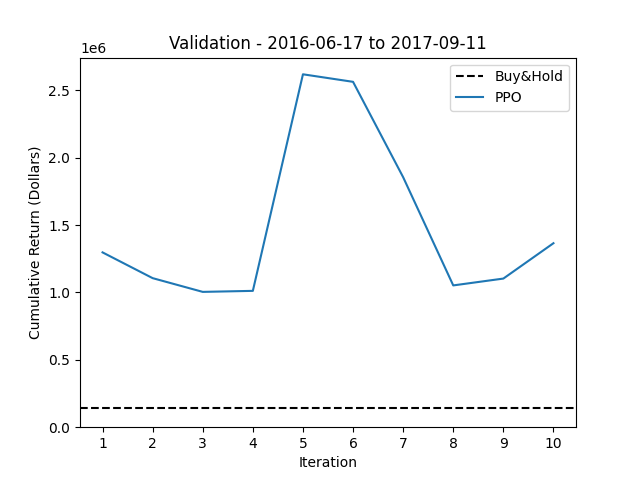 Validation - 2016-06-17 to 2017-09-11
1e6
Buy&Hold
PPO
2.5
2.0
1.5
1.0
0.5
0.0
Cumulative Return (Dollars)
1 2 3 4 5 6 7 8 9 10
Iteration